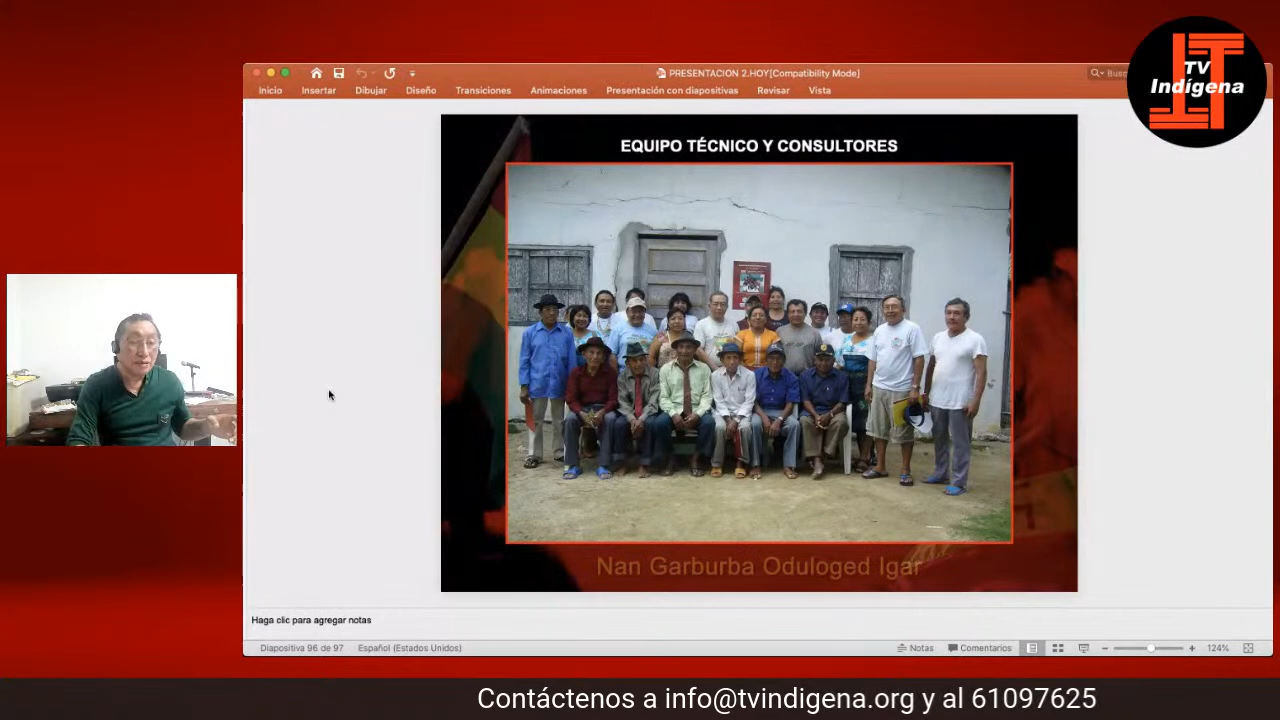 PRESENTACION 2.HOY[Compatibility Mode]
Inicio Insertar Dibujar Diseño Transiciones Animaciones Presentación con diapositivas Revisar Vista
TV
Indígena
EQUIPO TÉCNICO Y CONSULTORES
Nan Garburba Oduloged Igar
Haga clic para agregar notas
Diapositiva 96 de 97 Español (Estados Unidos) Notas Comentarios 124%
Contáctenos a info@tvindigena.org y al 61097625